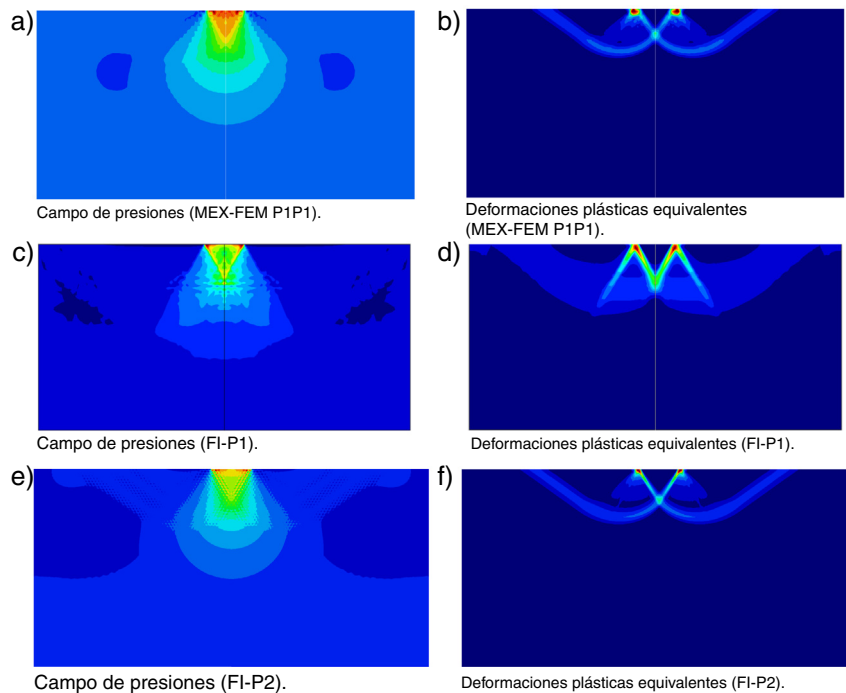 a)
b)
Campo de presiones (MEX-FEM P1P1).
Deformaciones plásticas equivalentes
(MEX-FEM P1P1).
c)
d)
Campo de presiones (FI-P1).
Deformaciones plásticas equivalentes (FI-P1).
e)
f)
Campo de presiones (FI-P2).
Deformaciones plásticas equivalentes (FI-P2).